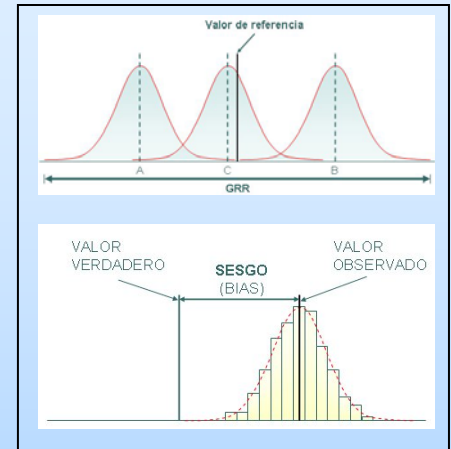 Valor de referencia
A
C
B
GRR
VALOR
VERDADERO
SESGO
(BIAS)
VALOR
OBSERVADO